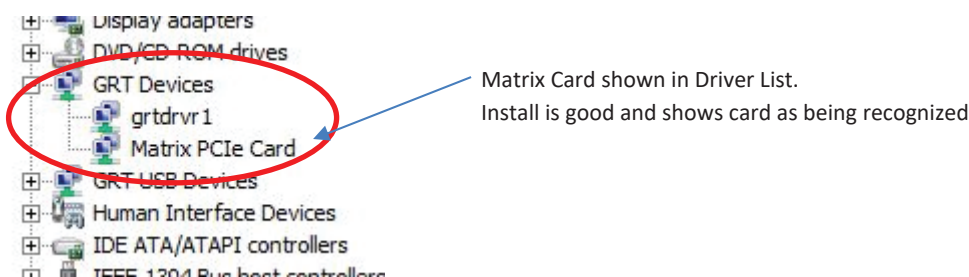 Display adapters
DVD/CD-ROM drives
GRT Devices
grtdrvr1
Matrix PCIe Card
GRT USB Devices
Human Interface Devices
IDE ATA/ATAPI controllers
IEEE 1394 Bus host controllers
Matrix Card shown in Driver List.
Install is good and shows card as being recognized